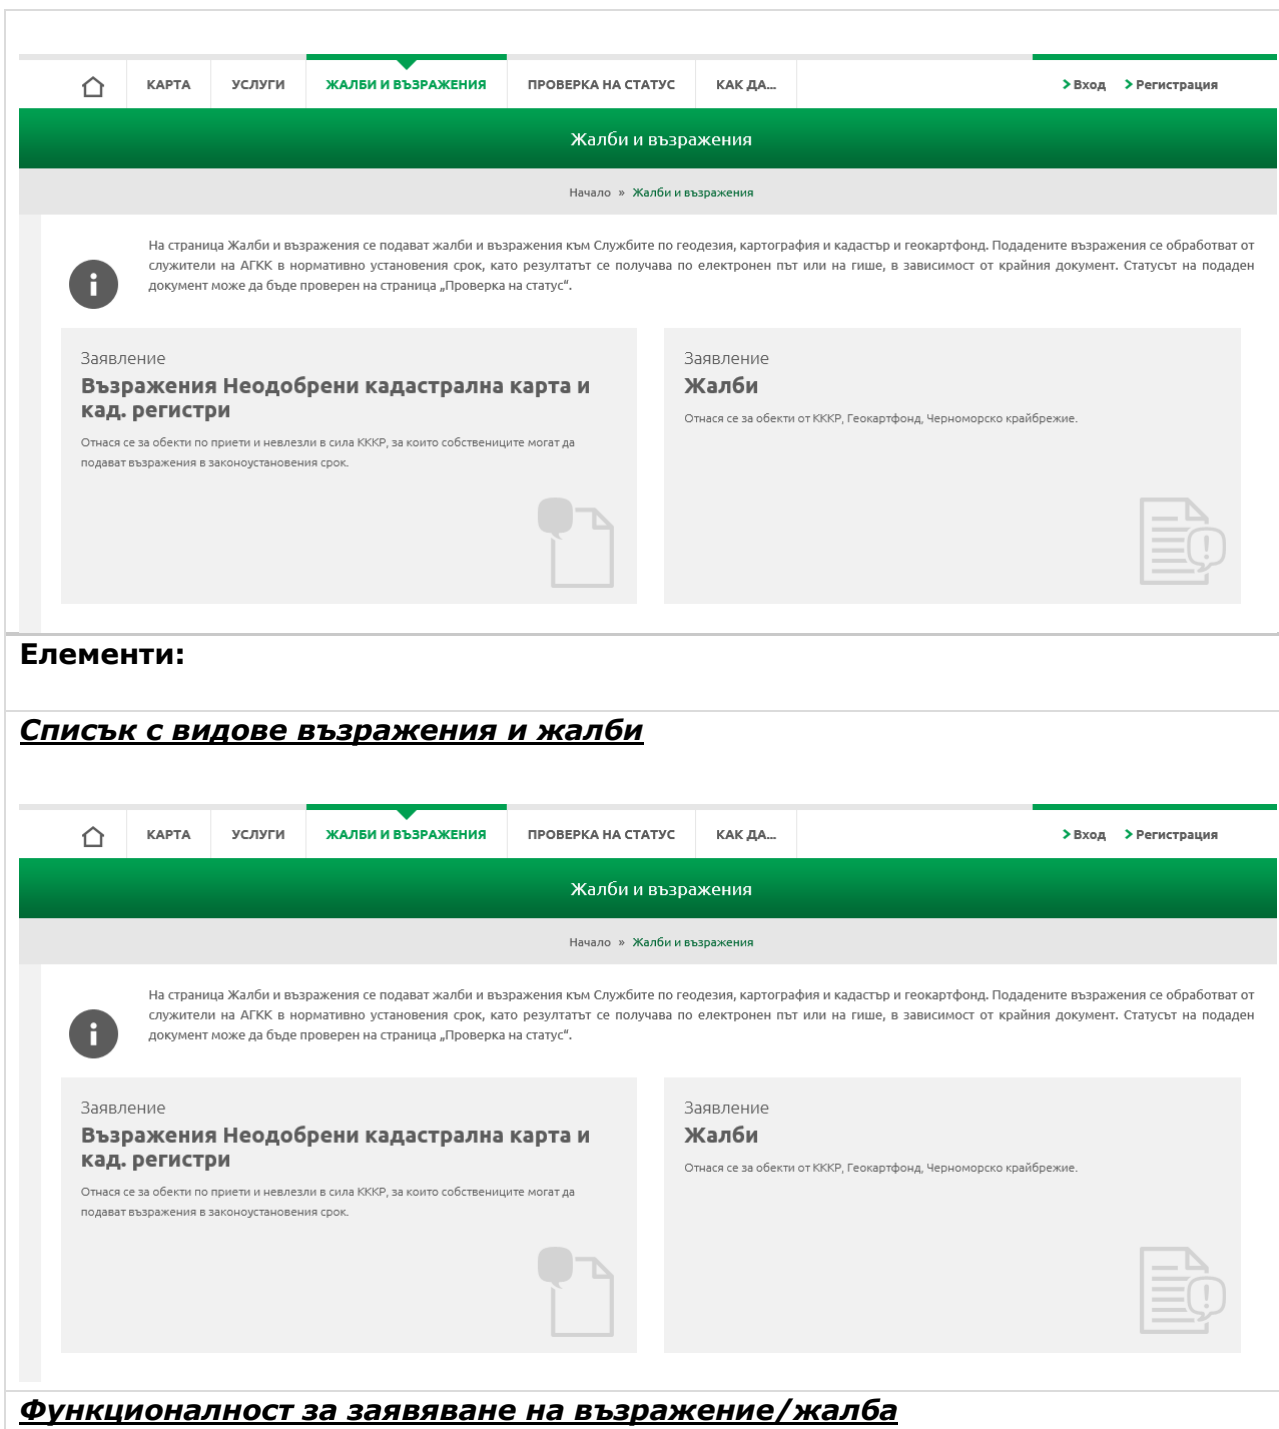 КАРТА УСЛУГИ ЖАЛБИ И ВЪЗРАЖЕНИЯ ПРОВЕРКА НА СТАТУС КАК ДА... Вход Регистрация
Жалби и възражения
Начало » Жалби и възражения
На страница Жалби и възражения се подават жалби и възражения към Службите по геодезия, картография и кадастър и геокартфонд. Подадените възражения се обработват от
служители на АГКК в нормативно установения срок, като резултатът се получава по електронен път или на гише, в зависимост от крайния документ. Статусът на подаден
документ може да бъде проверен на страница „Проверка на статус“.
Заявление
Възражения Неодобрени кадастрална карта и
кад. регистри
Отнася се за обекти по приети и невлезли в сила КККР, за които собствениците могат да
подават възражения в законоустановения срок.
Заявление
Жалби
Отнася се за обекти от КККР, Геокартфонд, Черноморско крайбрежие.
Елементи:
Списък с видове възражения и жалби
КАРТА УСЛУГИ ЖАЛБИ И ВЪЗРАЖЕНИЯ ПРОВЕРКА НА СТАТУС КАК ДА... Вход Регистрация
Жалби и възражения
Начало » Жалби и възражения
На страница Жалби и възражения се подават жалби и възражения към Службите по геодезия, картография и кадастър и геокартфонд. Подадените възражения се обработват от
служители на АГКК в нормативно установения срок, като резултатът се получава по електронен път или на гише, в зависимост от крайния документ. Статусът на подаден
документ може да бъде проверен на страница „Проверка на статус“.
Заявление
Възражения Неодобрени кадастрална карта и
кад. регистри
Отнася се за обекти по приети и невлезли в сила КККР, за които собствениците могат да
подават възражения в законоустановения срок.
Заявление
Жалби
Отнася се за обекти от КККР, Геокартфонд, Черноморско крайбрежие.
Функционалност за заявяване на възражение/жалба